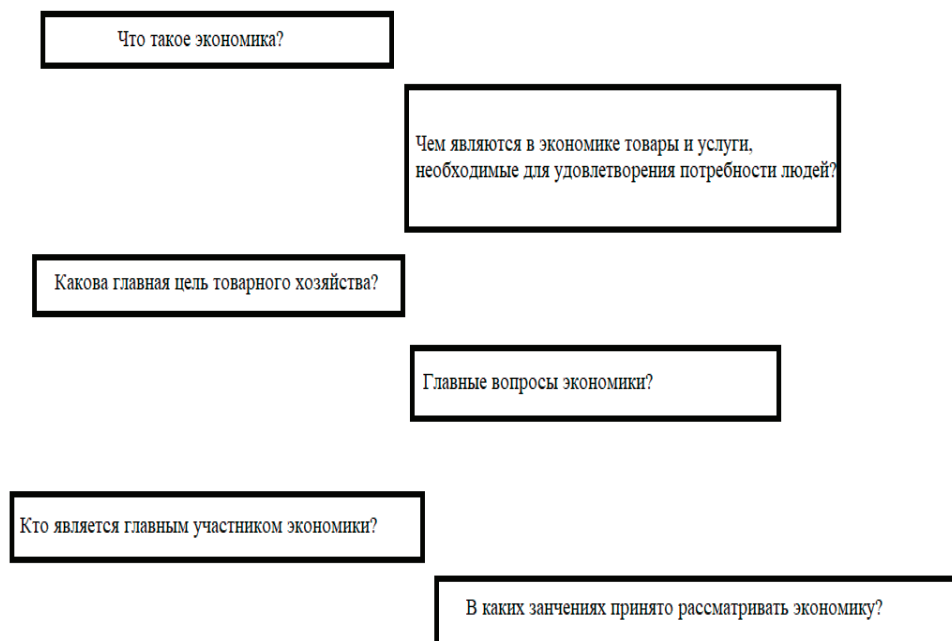 Что такое экономика?
Чем являются в экономике товары и услуги,
необходимые для удовлетворения потребности людей?
Какова главная цель товарного хозяйства?
Главные вопросы экономики?
Кто является главным участником экономики?
В каких занчениях принято рассматривать экономику?